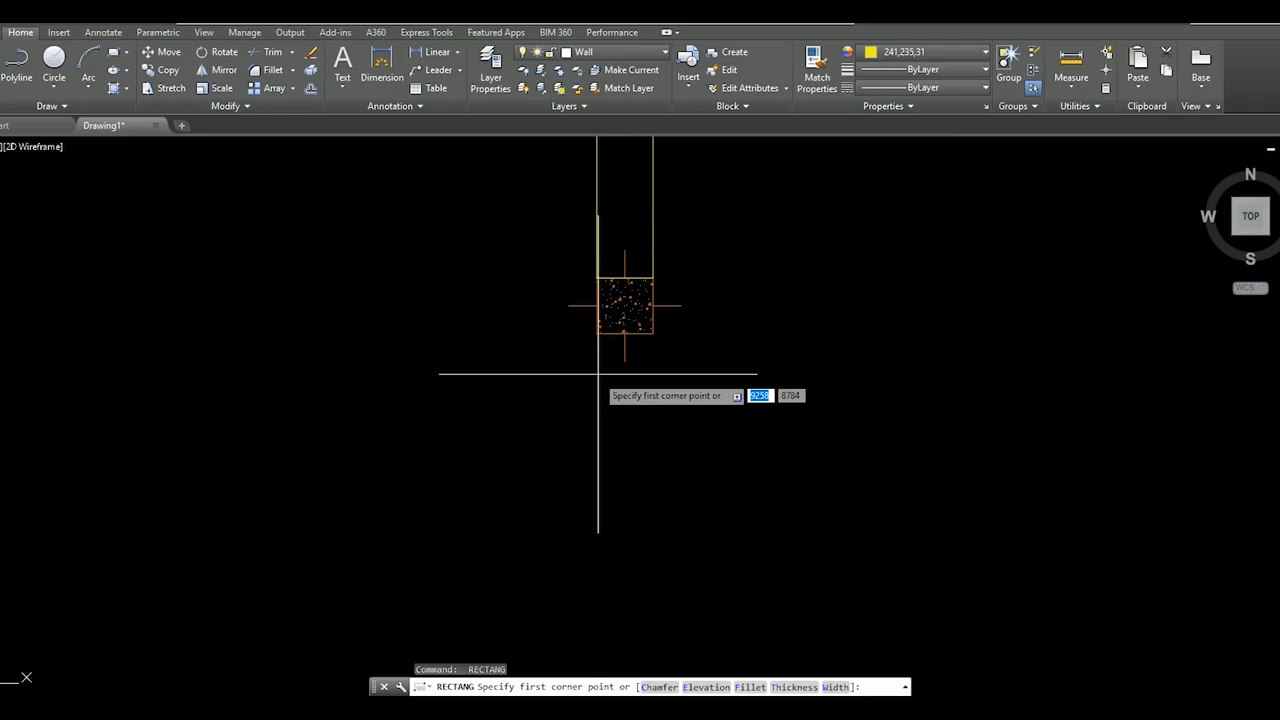 Home Insert Annotate Parametric View Manage Output Add-ins A360 Express Tools Featured Apps BIM 360 Performance
Move Rotate Trim Linear Wall Create 241,235,31
Polyline Circle Arc Copy Mirror Fillet Text Dimension Leader Layer Properties Make Current Insert Edit Match Properties ByLayer Group Measure Paste Base
Stretch Scale Array Table Match Layer Edit Attributes ByLayer
Draw Modify Annotation Layers Block Properties Groups Utilities Clipboard View
art Drawing1*
][2D Wireframe]
N
W TOP
S
WCS
Specify first corner point or 9258 8784
Command: RECTANG
RECTANG Specify first corner point or [Chamfer Elevation Fillet Thickness Width]: